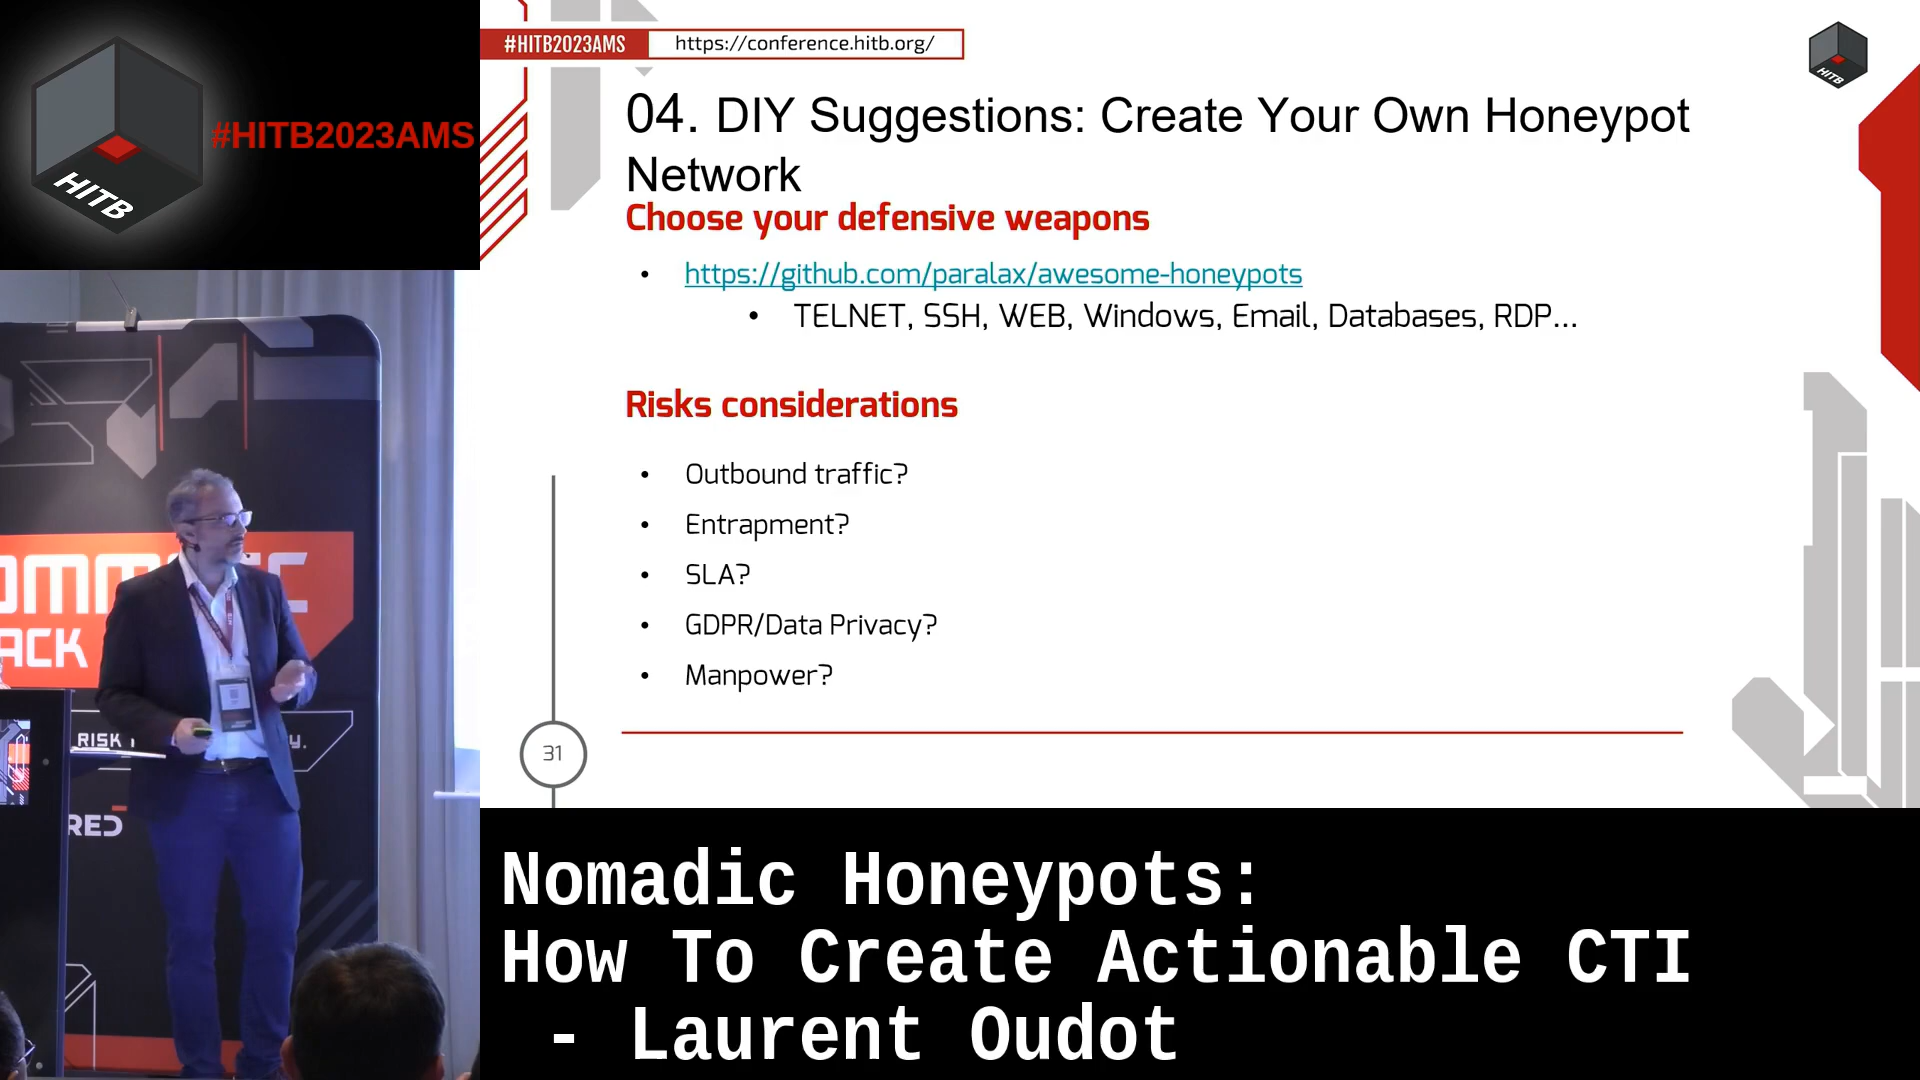 HITB
#HITB2023AMS
#HITB2023AMS
https://conference.hitb.org/
HITB
04. DIY Suggestions: Create Your Own Honeypot
Network
Choose your defensive weapons
• https://github.com/paralax/awesome-honeypots
• TELNET, SSH, WEB, Windows, Email, Databases, RDP...
Risks considerations
• Outbound traffic?
• Entrapment?
• SLA?
• GDPR/Data Privacy?
• Manpower?
31
ACK
RISK
RED
Nomadic Honeypots:
How To Create Actionable CTI
- Laurent Oudot